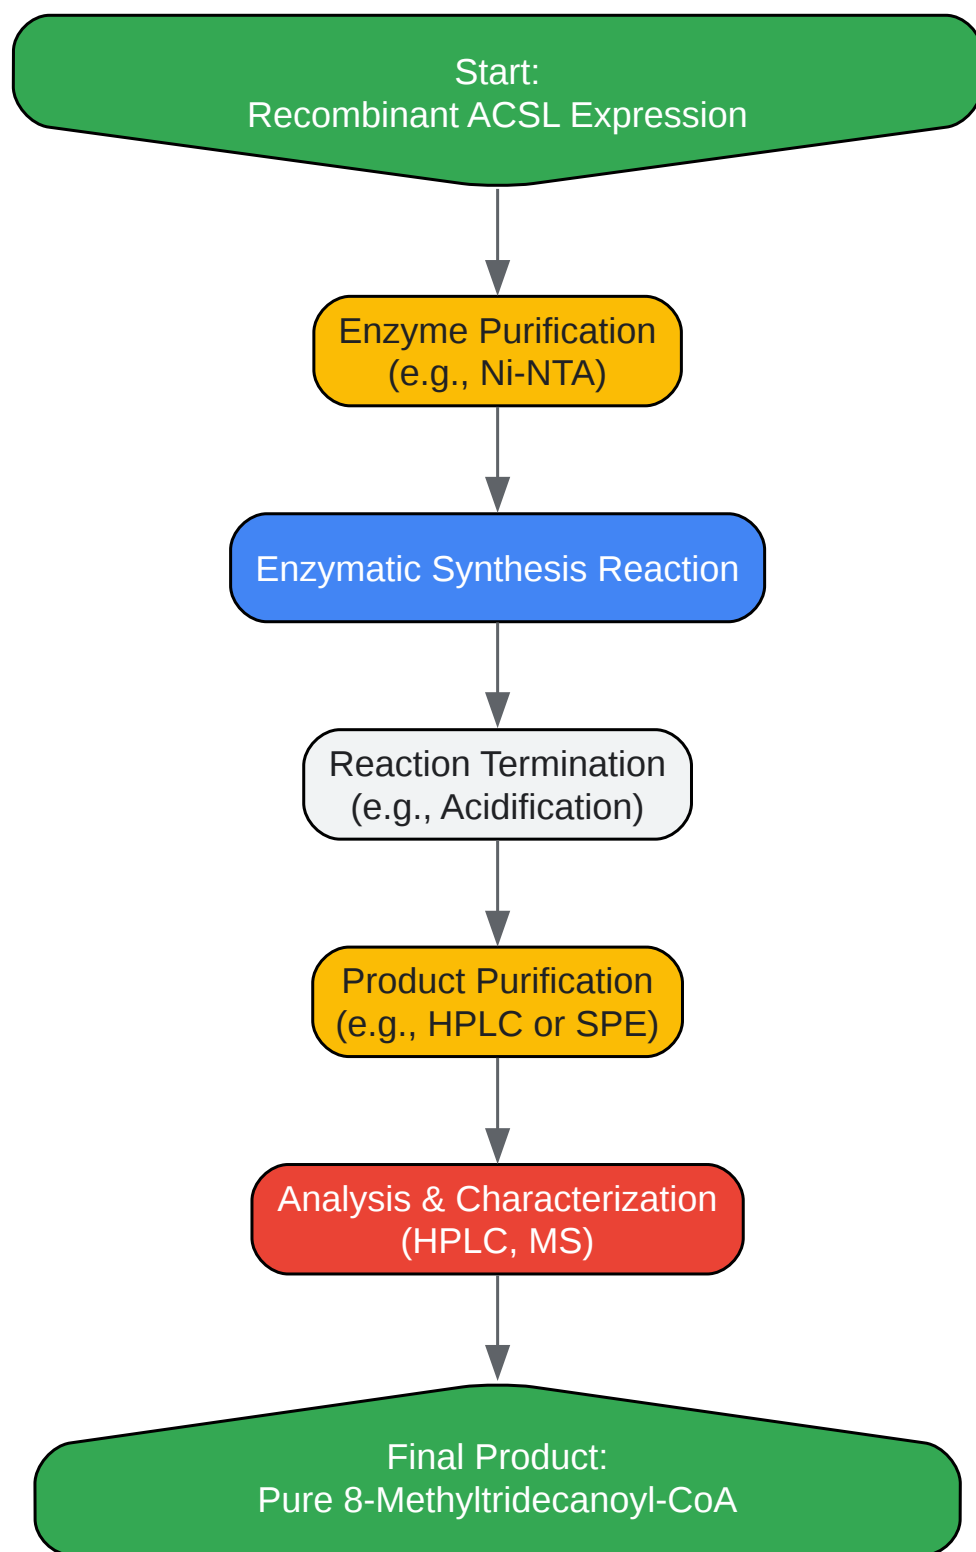 Start:
Recombinant ACSL Expression
Enzyme Purification
(e.g., Ni-NTA)
Enzymatic Synthesis Reaction
Reaction Termination
(e.g., Acidification)
Product Purification
(e.g., HPLC or SPE)
Analysis & Characterization
(HPLC, MS)
Final Product:
Pure 8-Methyltridecanoyl-CoA